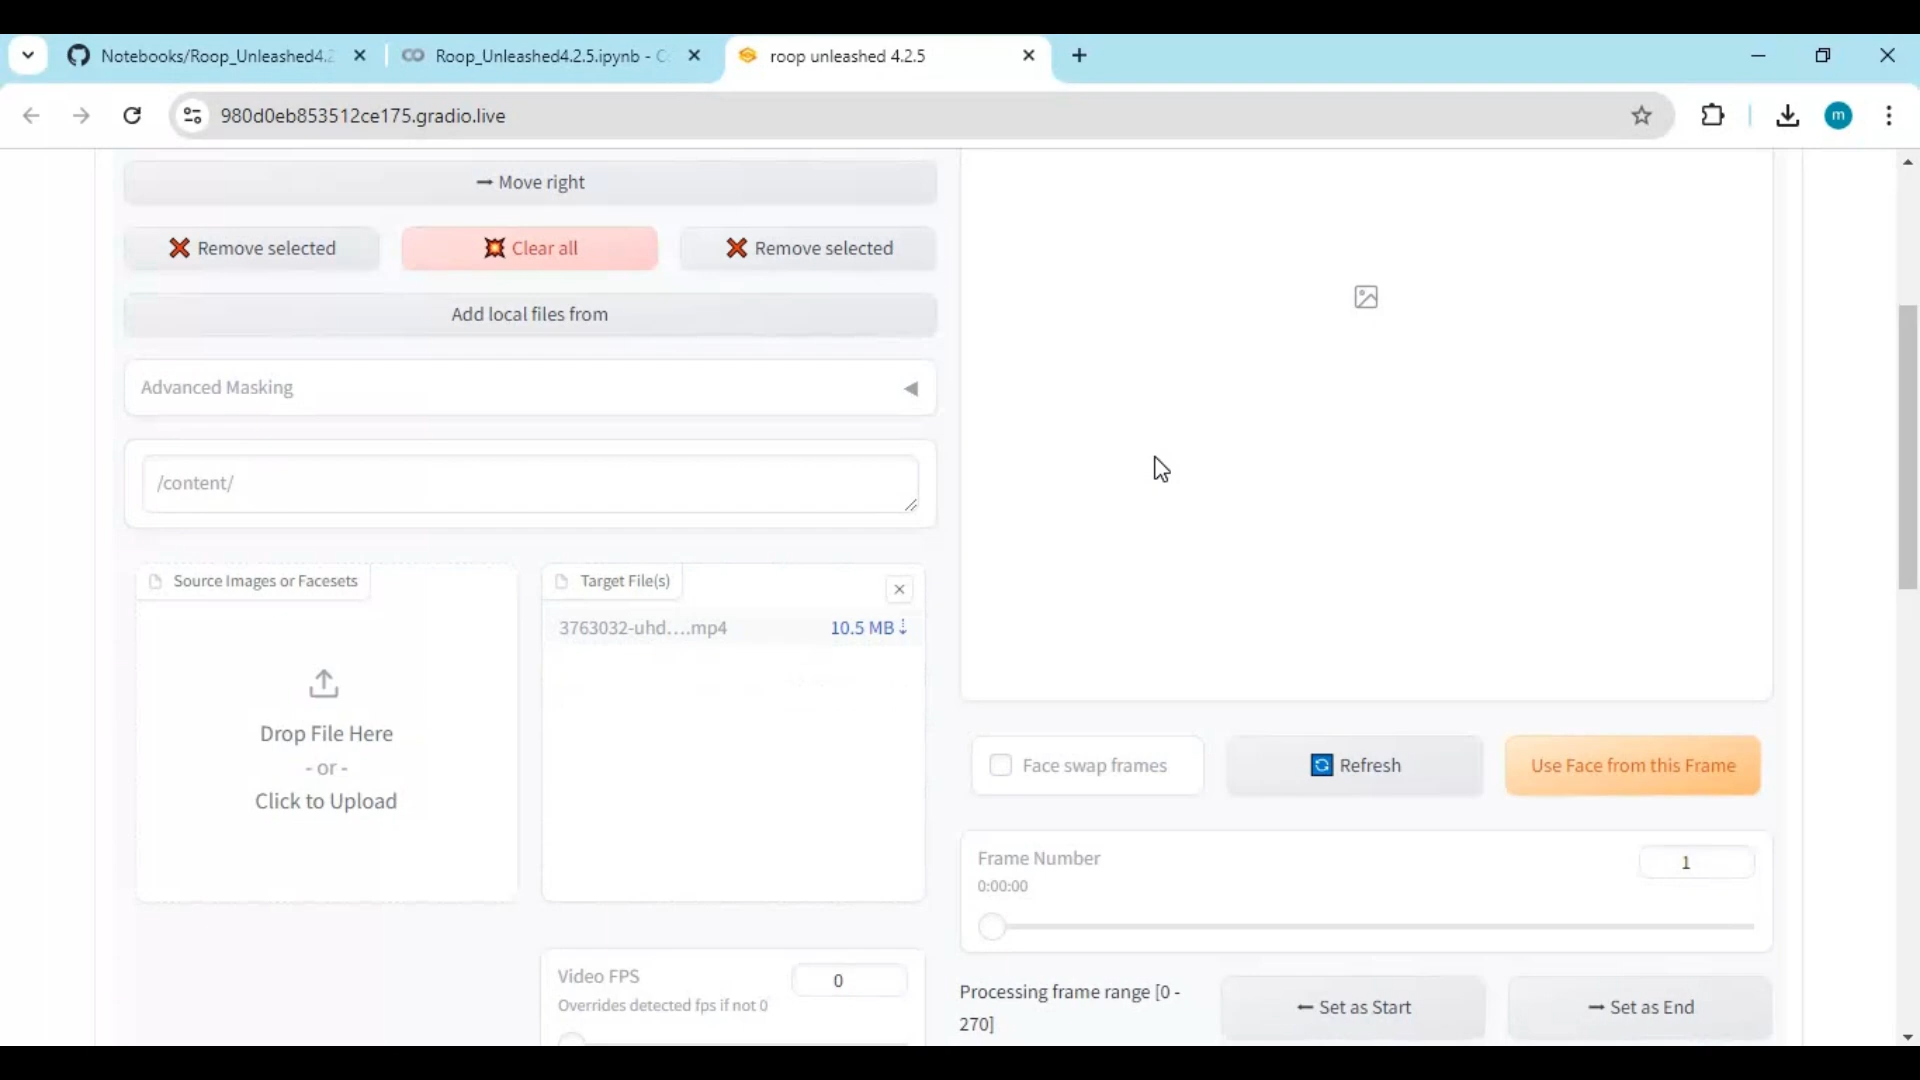 Notebooks/Roop_Unleashed4.2
Roop_Unleashed4.2.5.ipynb - C
roop unleashed 4.2.5
980d0eb853512ce175.gradio.live
m
→ Move right
❌ Remove selected
💥 Clear all
❌ Remove selected
Add local files from
Advanced Masking
/content/
Source Images or Facesets
Drop File Here
- or -
Click to Upload
Target File(s)
3763032-uhd....mp4
10.5 MB ⇣
Face swap frames
🔄 Refresh
Use Face from this Frame
Frame Number
1
0:00:00
Video FPS
0
Overrides detected fps if not 0
Processing frame range [0 -
270]
← Set as Start
→ Set as End